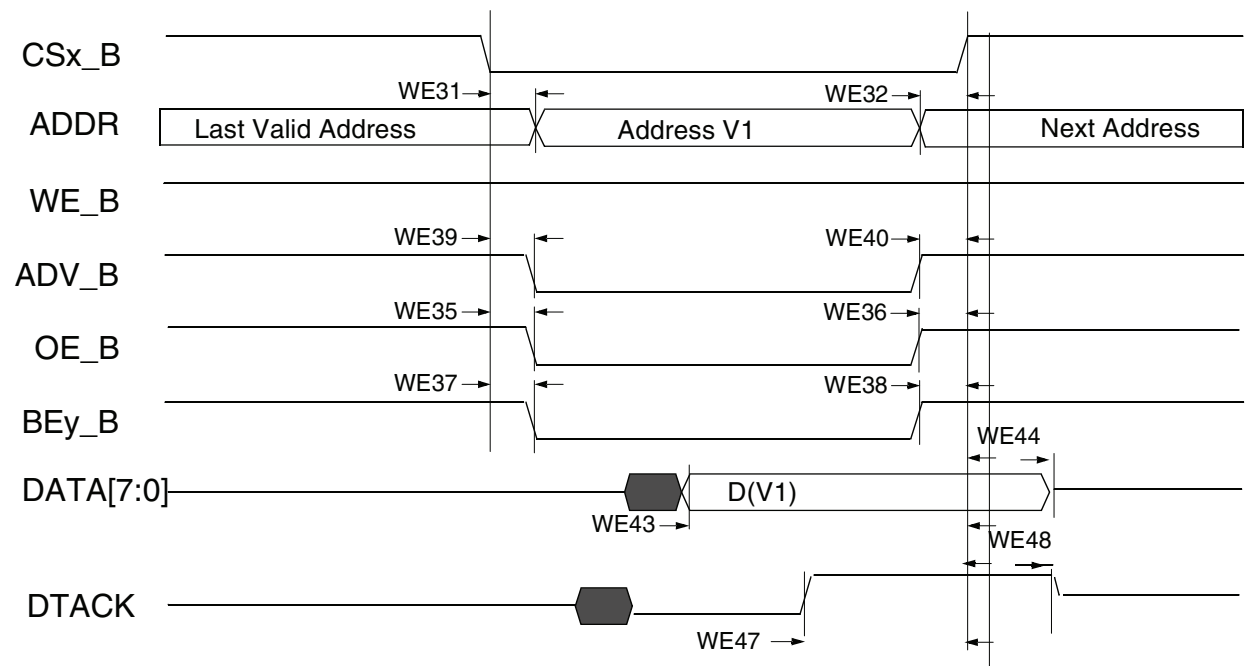 CSx_B
WE31
WE32
ADDR
Last Valid Address
Address V1
Next Address
WE_B
WE39
WE40
ADV_B
WE35
WE36
OE_B
WE37
WE38
BEy_B
WE44
DATA[7:0]
D(V1)
WE43
WE48
DTACK
WE47